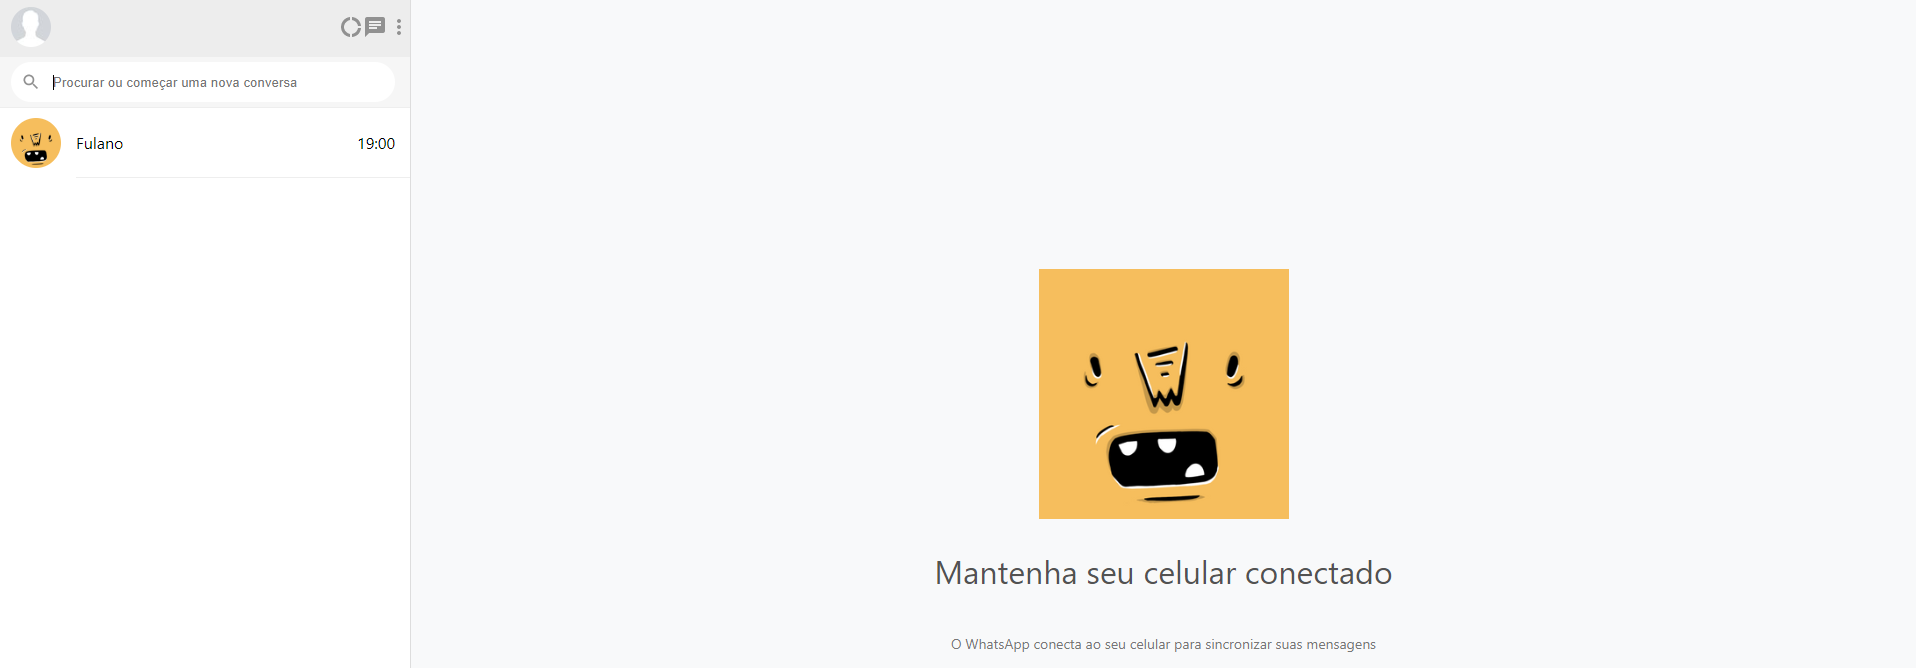 Procurar ou começar uma nova conversa
Fulano 19:00
Mantenha seu celular conectado
O WhatsApp conecta ao seu celular para sincronizar suas mensagens